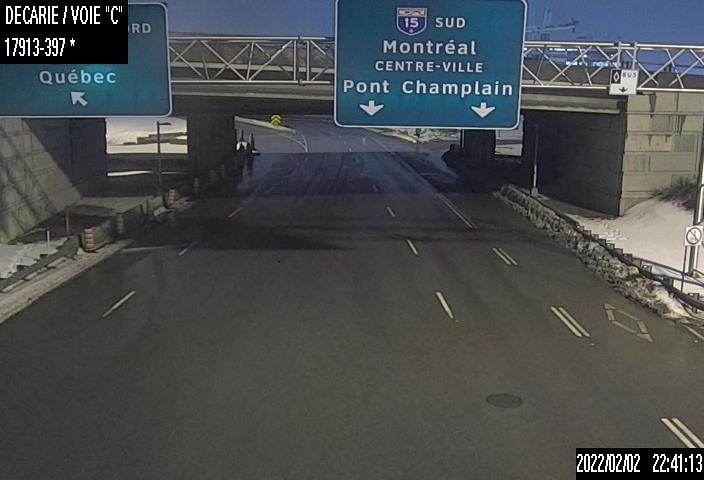 DECARIE / VOIE "C"
17913-397 *
ORD
Québec
15 SUD
Montréal
CENTRE-VILLE
Pont Champlain
BUS
2022/02/02 22:41:13